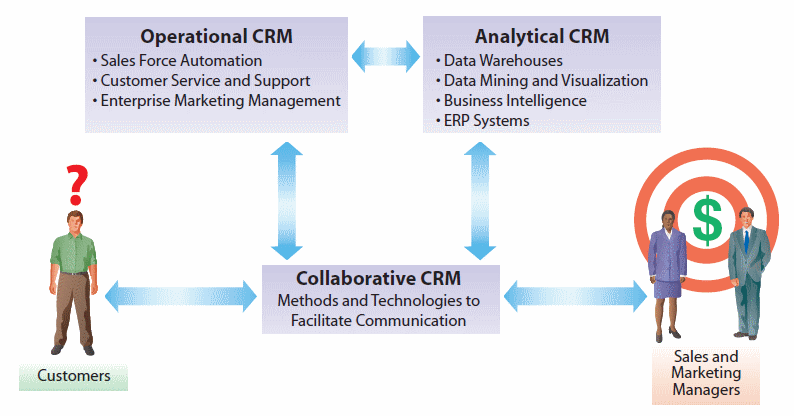 Operational CRM
• Sales Force Automation
• Customer Service and Support
• Enterprise Marketing Management
Analytical CRM
• Data Warehouses
• Data Mining and Visualization
• Business Intelligence
• ERP Systems
?
$
Collaborative CRM
Methods and Technologies to
Facilitate Communication
Customers
Sales and
Marketing
Managers